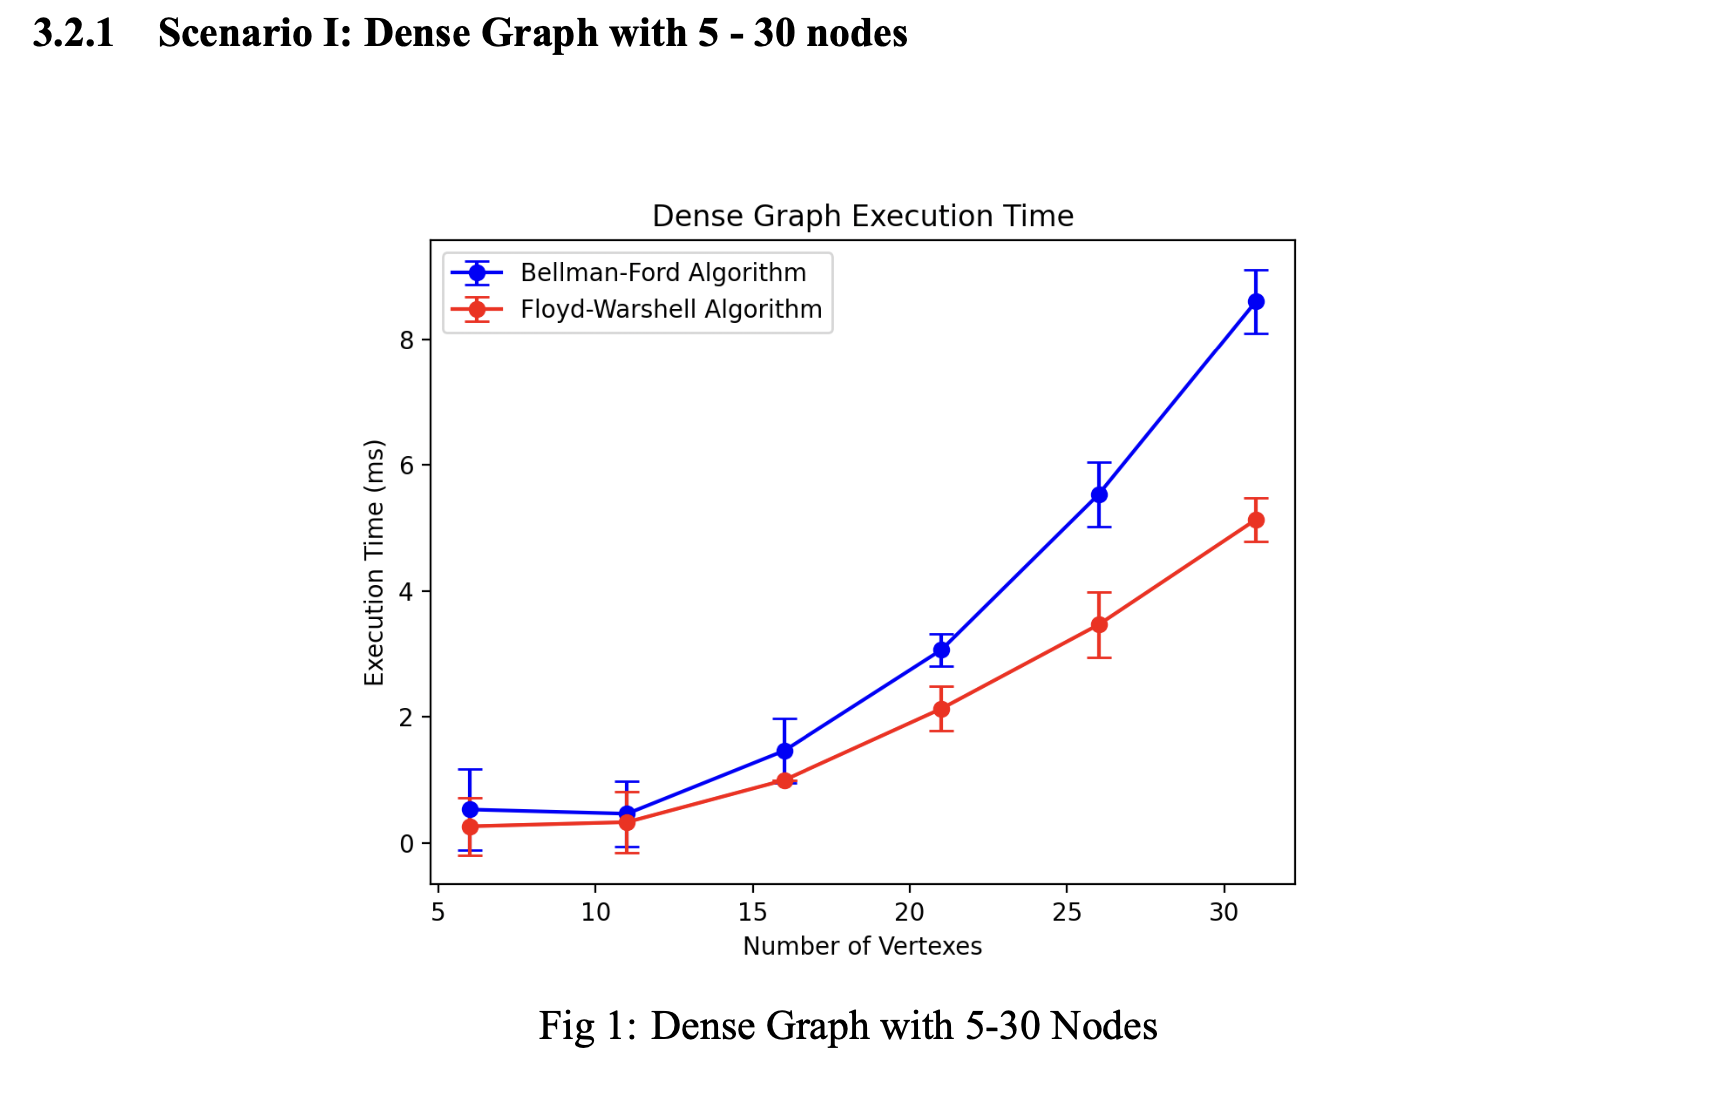 3.2.1 Scenario I: Dense Graph with 5 - 30 nodes
Dense Graph Execution Time
Bellman-Ford Algorithm
Floyd-Warshell Algorithm
Execution Time (ms)
8
6
4
2
0
5 10 15 20 25 30
Number of Vertexes
Fig 1: Dense Graph with 5-30 Nodes